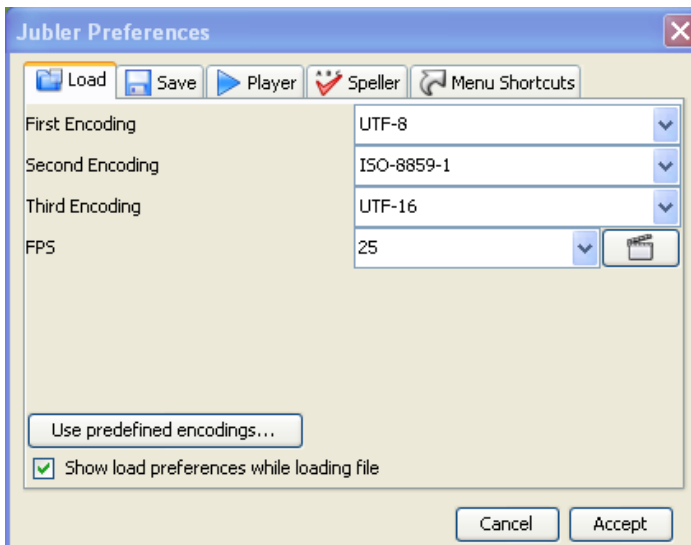 Jubler Preferences
Load Save Player Speller Menu Shortcuts
First Encoding UTF-8
Second Encoding ISO-8859-1
Third Encoding UTF-16
FPS 25
Use predefined encodings...
Show load preferences while loading file
Cancel Accept